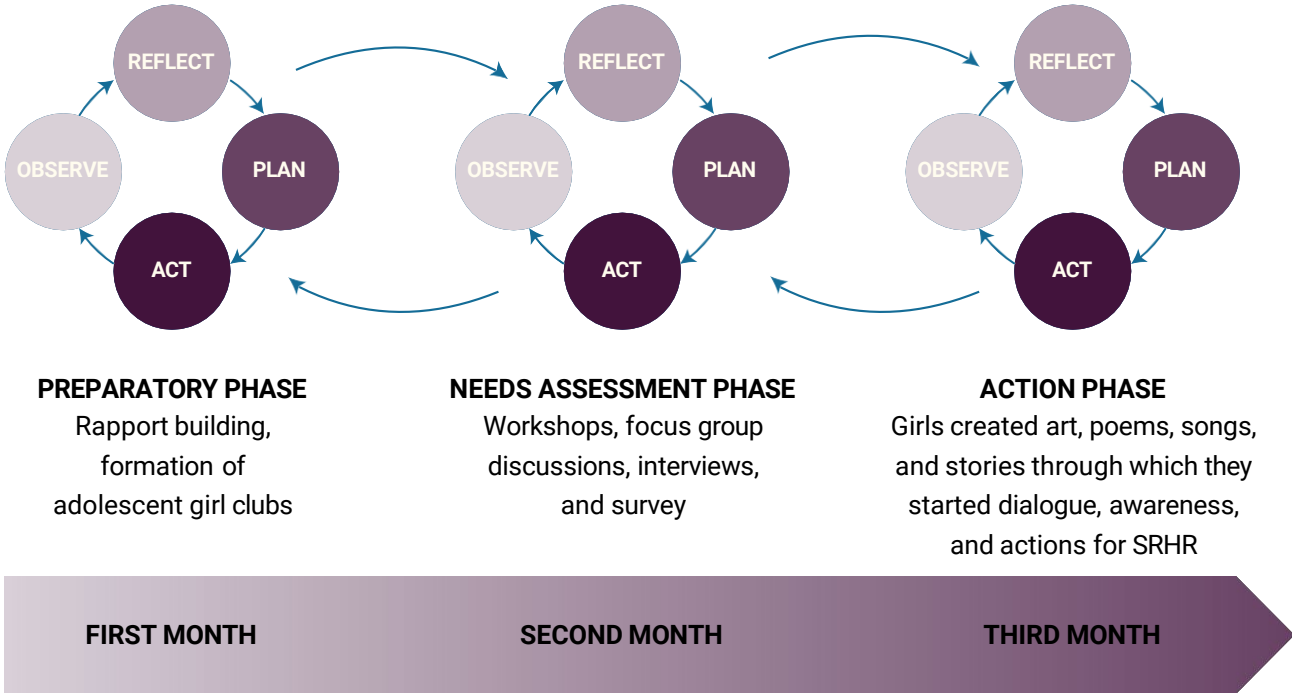 REFLECT
OBSERVE
PLAN
ACT
REFLECT
OBSERVE
PLAN
ACT
REFLECT
OBSERVE
PLAN
ACT
PREPARATORY PHASE
Rapport building,
formation of
adolescent girl clubs
NEEDS ASSESSMENT PHASE
Workshops, focus group
discussions, interviews,
and survey
ACTION PHASE
Girls created art, poems, songs,
and stories through which they
started dialogue, awareness,
and actions for SRHR
FIRST MONTH
SECOND MONTH
THIRD MONTH